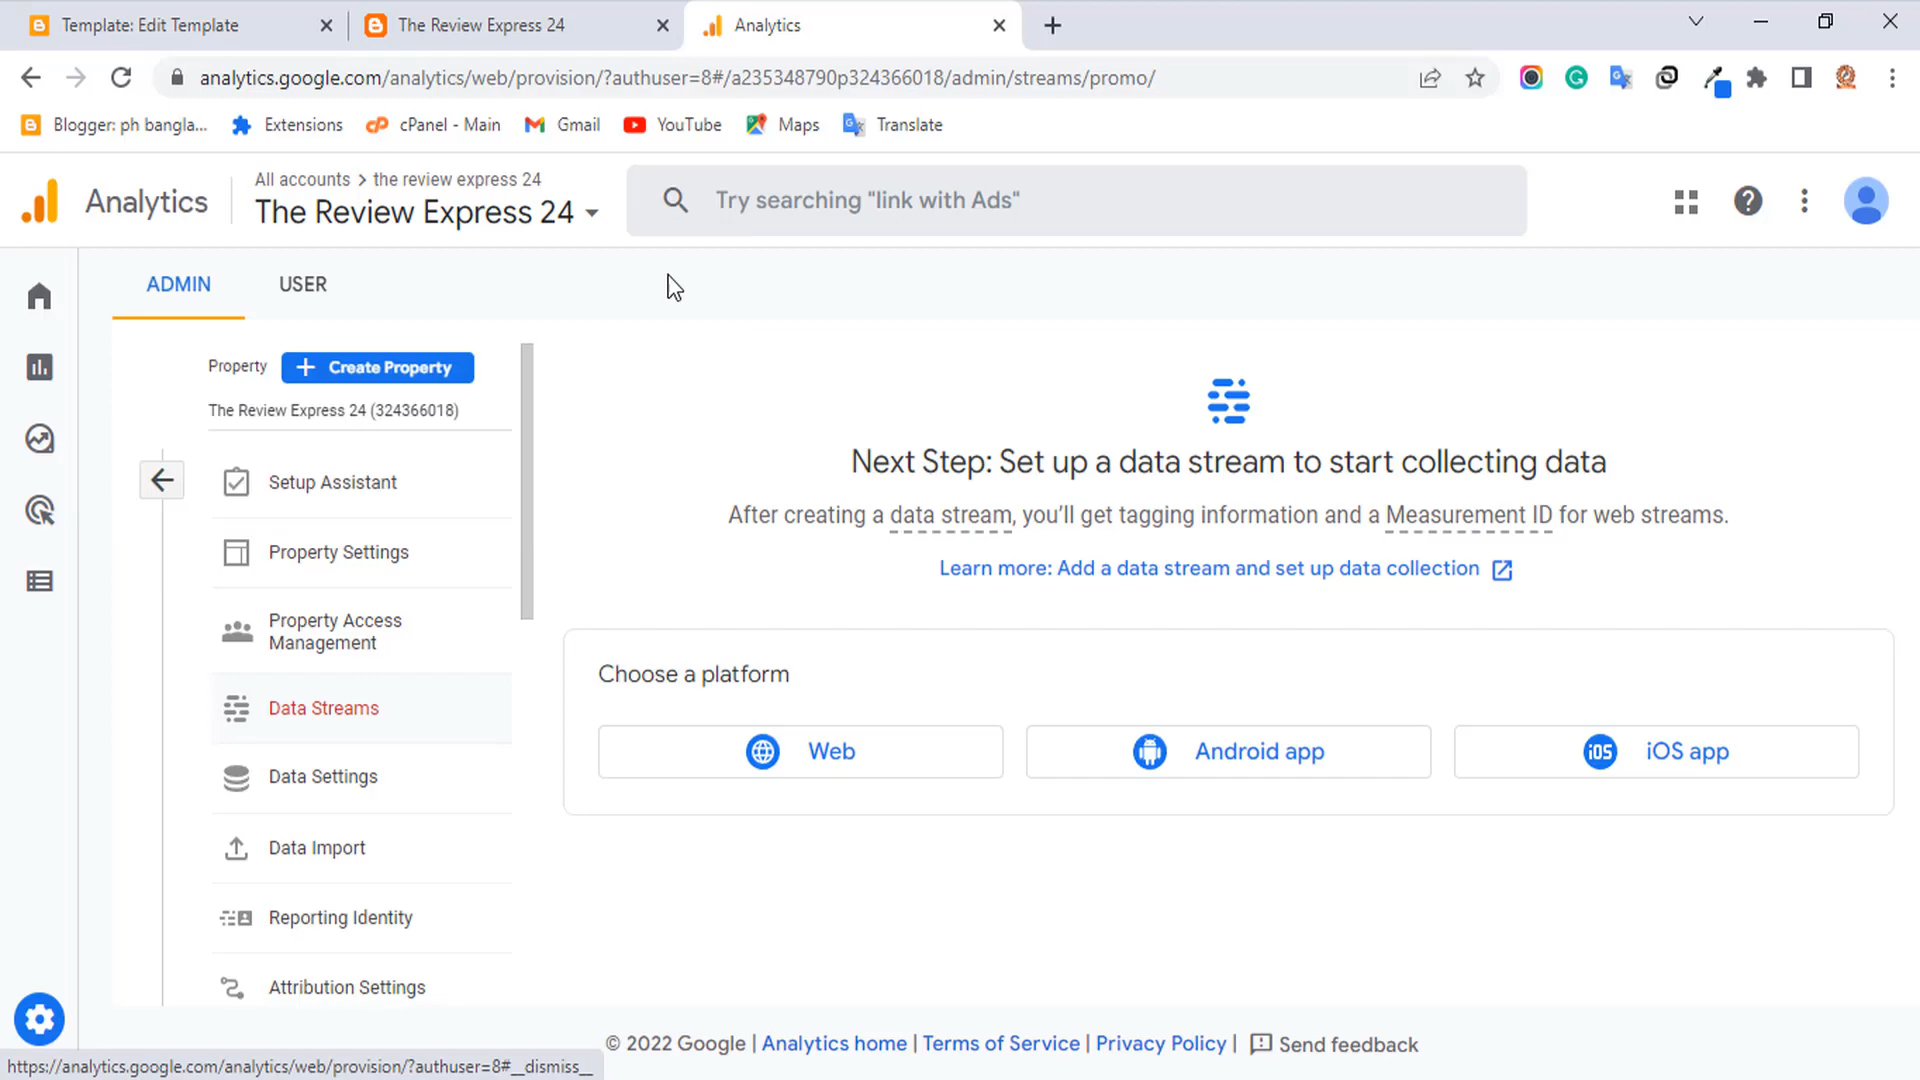 Template: Edit Template
The Review Express 24
Analytics
analytics.google.com/analytics/web/provision/?authuser=8#/a235348790p324366018/admin/streams/promo/
Blogger: ph bangla...
Extensions
cPanel - Main
Gmail
YouTube
Maps
Translate
Analytics
All accounts > the review express 24
The Review Express 24
Try searching "link with Ads"
ADMIN
USER
Property
+ Create Property
The Review Express 24 (324366018)
Setup Assistant
Property Settings
Property Access
Management
Data Streams
Data Settings
Data Import
Reporting Identity
Attribution Settings
Next Step: Set up a data stream to start collecting data
After creating a data stream, you'll get tagging information and a Measurement ID for web streams.
Learn more: Add a data stream and set up data collection
Choose a platform
Web
Android app
iOS
iOS app
© 2022 Google | Analytics home | Terms of Service | Privacy Policy | Send feedback
https://analytics.google.com/analytics/web/provision/?authuser=8#__dismiss__